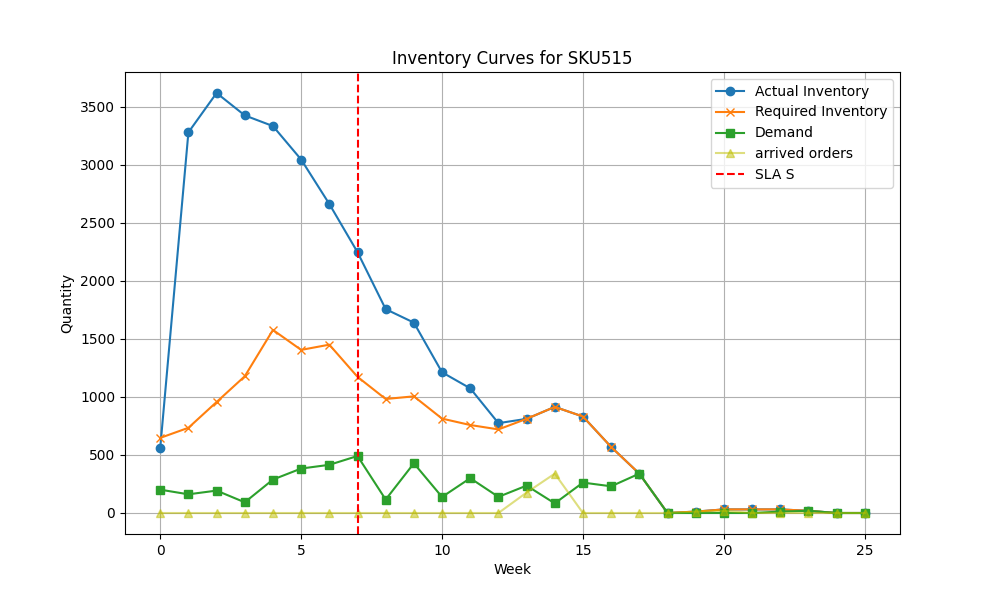 Inventory Curves for SKU515
Actual Inventory
Required Inventory
Demand
arrived orders
SLA S
Quantity
3500
3000
2500
2000
1500
1000
500
0
0 5 10 15 20 25
Week